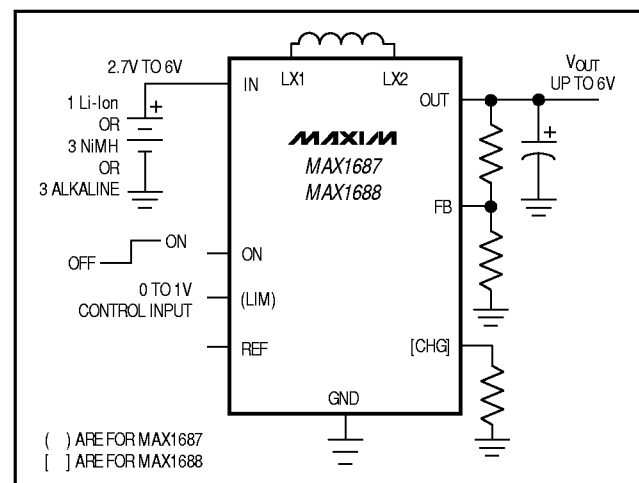 LX1
LX2
2.7V TO 6V
IN
OUT
VOUT
UP TO 6V
1 Li-Ion
OR
3 NiMH
OR
3 ALKALINE
+
+
MAXIM
MAX1687
MAX1688
FB
OFF
ON
ON
0 TO 1V
CONTROL INPUT
(LIM)
REF
[CHG]
GND
( ) ARE FOR MAX1687
[ ] ARE FOR MAX1688